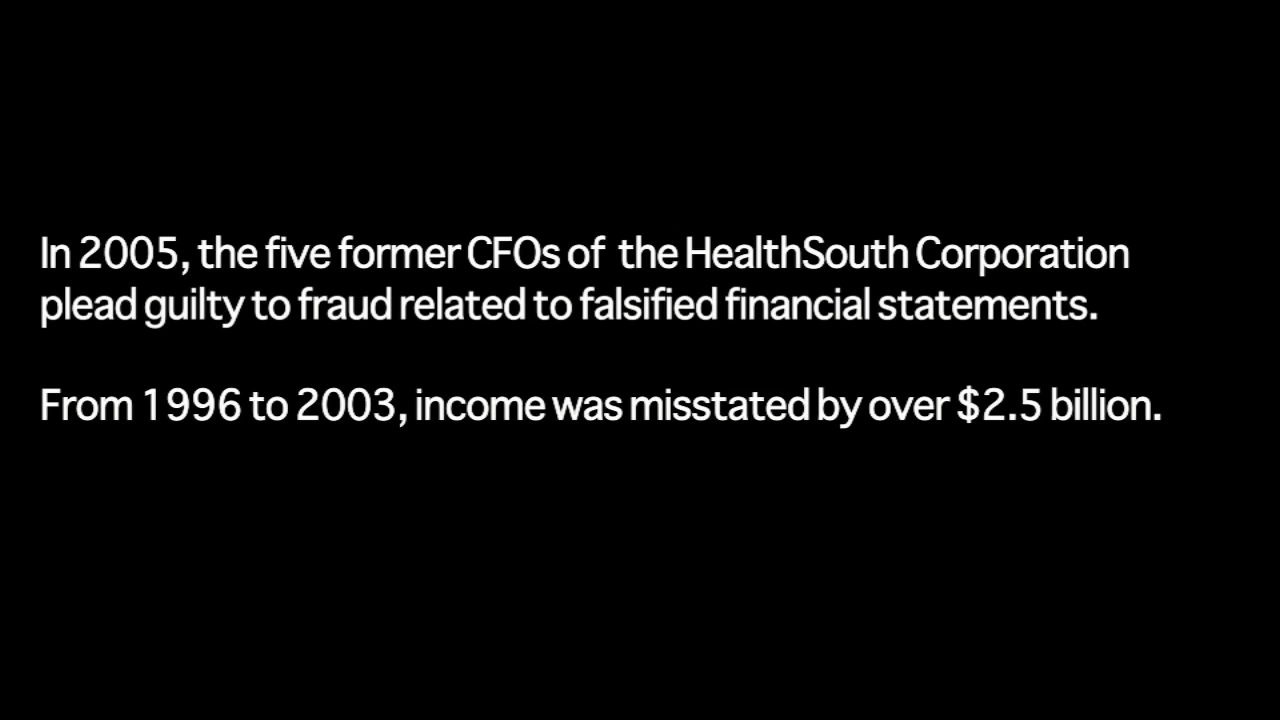 In 2005, the five former CFOs of  the HealthSouth Corporation
plead guilty to fraud related to falsified financial statements.
From 1996 to 2003, income was misstated by over $2.5 billion.